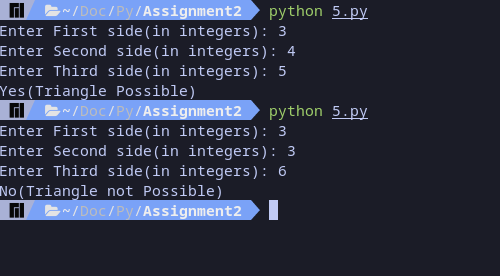 ~/Doc/Py/Assignment2 python 5.py
Enter First side(in integers): 3
Enter Second side(in integers): 4
Enter Third side(in integers): 5
Yes(Triangle Possible)
~/Doc/Py/Assignment2 python 5.py
Enter First side(in integers): 3
Enter Second side(in integers): 3
Enter Third side(in integers): 6
No(Triangle not Possible)
~/Doc/Py/Assignment2